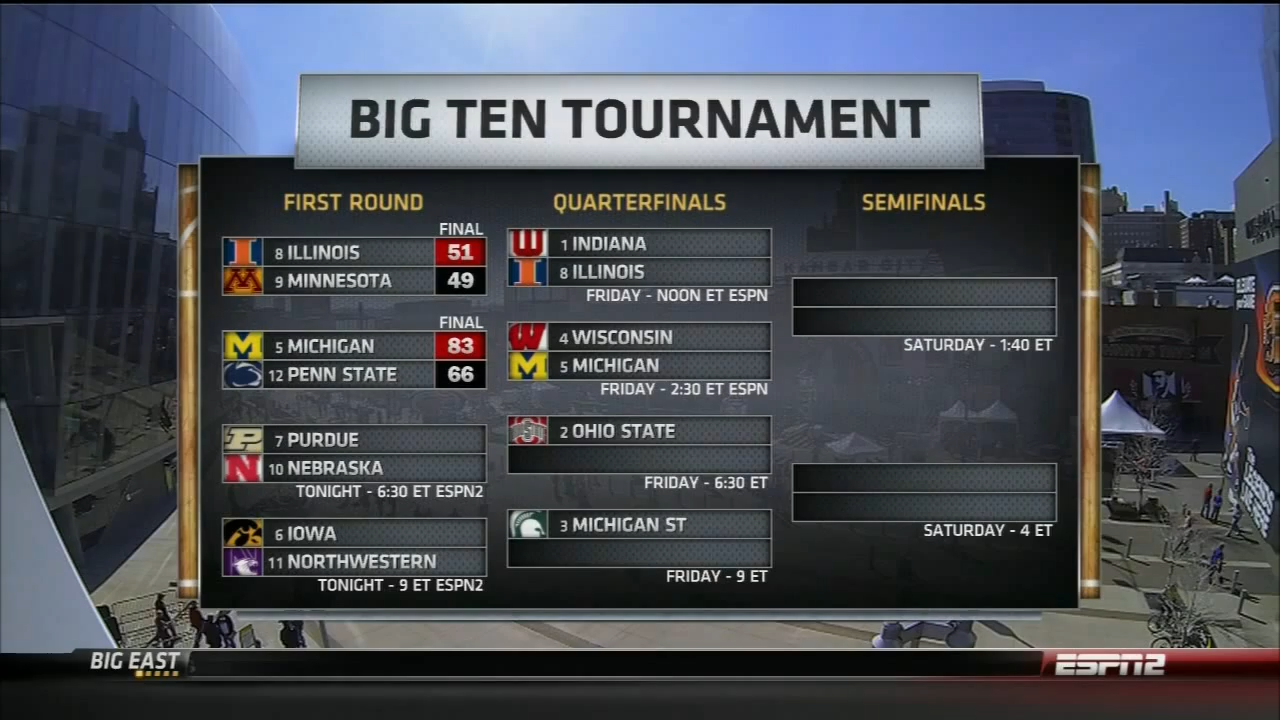 BIG TEN TOURNAMENT
FIRST ROUND
FINAL
8 ILLINOIS 51
9 MINNESOTA 49
FINAL
5 MICHIGAN 83
12 PENN STATE 66
7 PURDUE
10 NEBRASKA
TONIGHT - 6:30 ET ESPN2
6 IOWA
11 NORTHWESTERN
TONIGHT - 9 ET ESPN2
QUARTERFINALS
1 INDIANA
8 ILLINOIS
FRIDAY - NOON ET ESPN
4 WISCONSIN
5 MICHIGAN
FRIDAY - 2:30 ET ESPN
2 OHIO STATE
FRIDAY - 6:30 ET
3 MICHIGAN ST
FRIDAY - 9 ET
SEMIFINALS
SATURDAY - 1:40 ET
SATURDAY - 4 ET
KANSAS CITY
BIG EAST
ESPN2